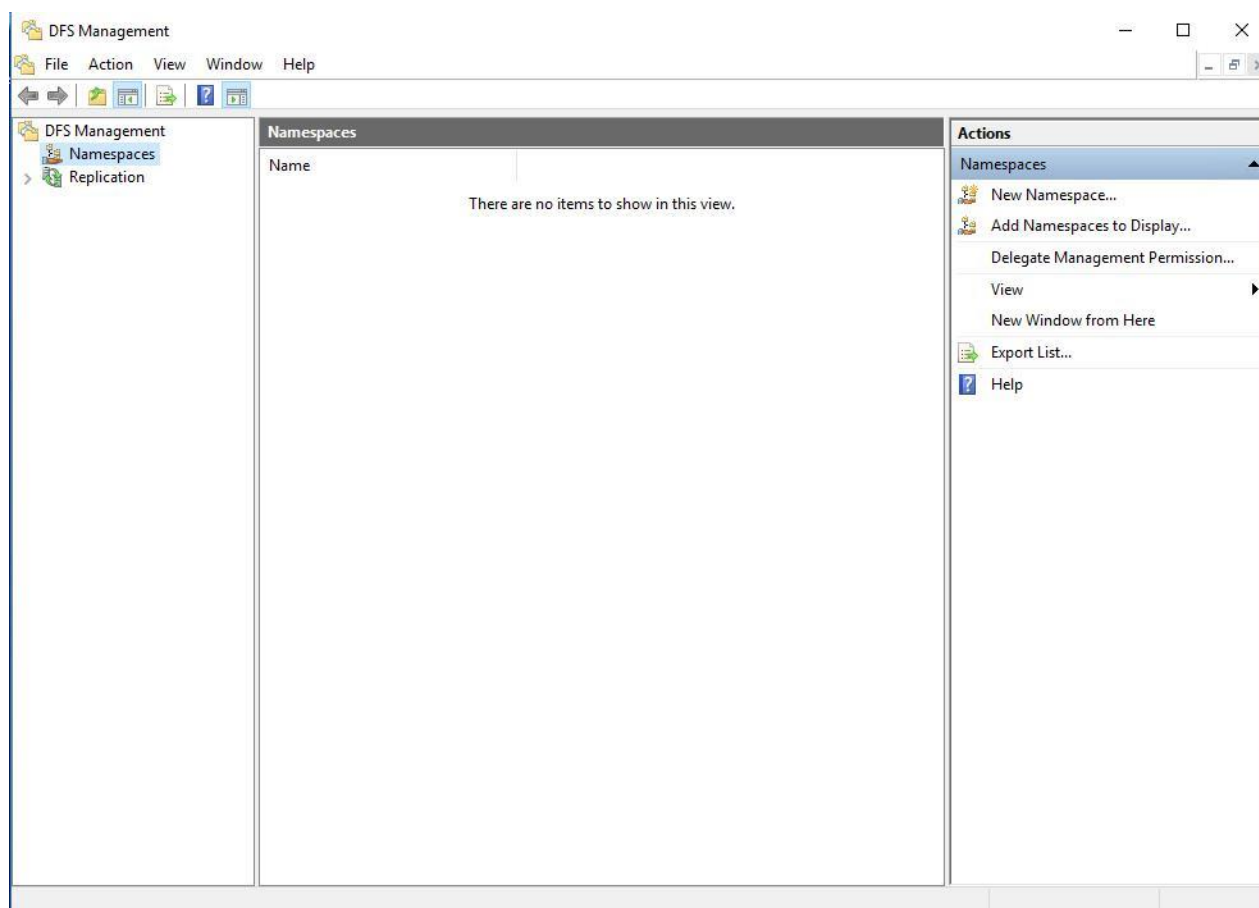 DFS Management
File Action View Window Help
DFS Management
Namespaces
Replication
Namespaces
Name
There are no items to show in this view.
Actions
Namespaces
New Namespace...
Add Namespaces to Display...
Delegate Management Permission...
View
New Window from Here
Export List...
Help